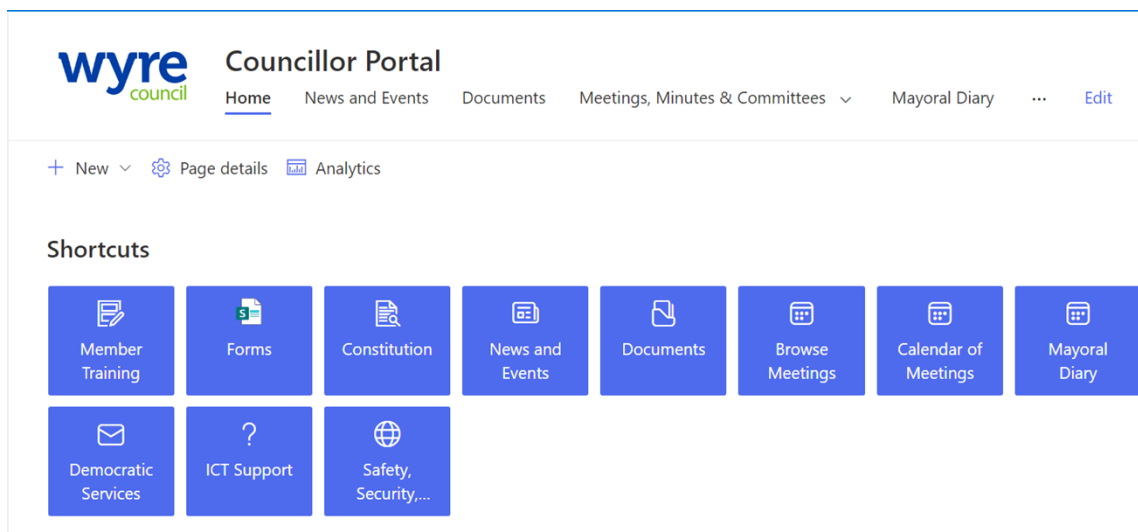 wyre
council
Councillor Portal
Home News and Events Documents Meetings, Minutes & Committees Mayoral Diary ... Edit
+ New Page details Analytics
Shortcuts
Member
Training
S
Forms
Constitution
News and
Events
Documents
Browse
Meetings
Calendar of
Meetings
Mayoral
Diary
Democratic
Services
?
ICT Support
Safety,
Security,...